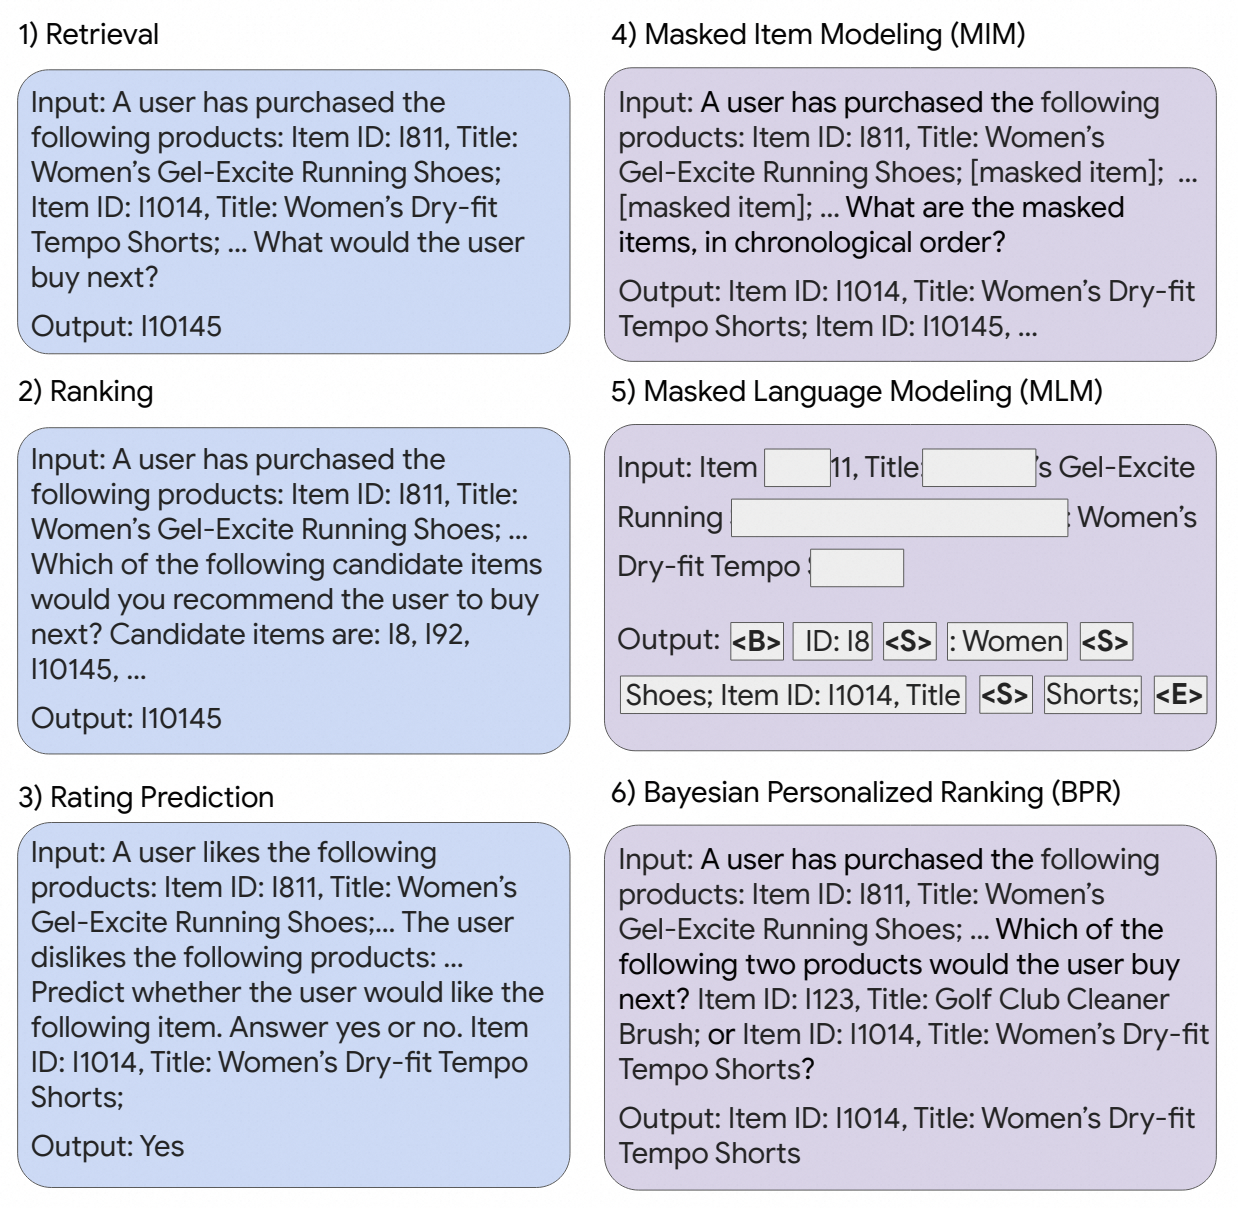 1) Retrieval
Input: A user has purchased the
following products: Item ID: I811, Title:
Women’s Gel-Excite Running Shoes;
Item ID: I1014, Title: Women’s Dry-fit
Tempo Shorts; ... What would the user
buy next?
Output: I10145
2) Ranking
Input: A user has purchased the
following products: Item ID: I811, Title:
Women’s Gel-Excite Running Shoes; ...
Which of the following candidate items
would you recommend the user to buy
next? Candidate items are: I8, I92,
I10145, ...
Output: I10145
3) Rating Prediction
Input: A user likes the following
products: Item ID: I811, Title: Women’s
Gel-Excite Running Shoes;... The user
dislikes the following products: ...
Predict whether the user would like the
following item. Answer yes or no. Item
ID: I1014, Title: Women’s Dry-fit Tempo
Shorts;
Output: Yes
4) Masked Item Modeling (MIM)
Input: A user has purchased the following
products: Item ID: I811, Title: Women’s
Gel-Excite Running Shoes; [masked item]; ...
[masked item]; ... What are the masked
items, in chronological order?
Output: Item ID: I1014, Title: Women’s Dry-fit
Tempo Shorts; Item ID: I10145, ...
5) Masked Language Modeling (MLM)
Input: Item 11, Title: ’s Gel-Excite
Running : Women’s
Dry-fit Tempo
Output: <B> ID: I8 <S> : Women <S>
Shoes; Item ID: I1014, Title <S> Shorts; <E>
6) Bayesian Personalized Ranking (BPR)
Input: A user has purchased the following
products: Item ID: I811, Title: Women’s
Gel-Excite Running Shoes; ... Which of the
following two products would the user buy
next? Item ID: I123, Title: Golf Club Cleaner
Brush; or Item ID: I1014, Title: Women’s Dry-fit
Tempo Shorts?
Output: Item ID: I1014, Title: Women’s Dry-fit
Tempo Shorts